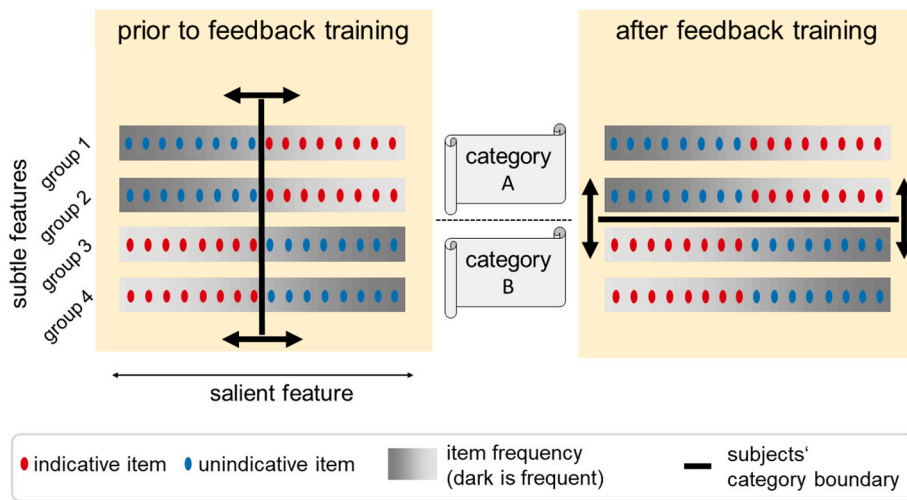 prior to feedback training
after feedback training
subtle features
group 1
group 2
group 3
group 4
category
A
category
B
salient feature
indicative item
unindicative item
item frequency
(dark is frequent)
subjects‘
category boundary